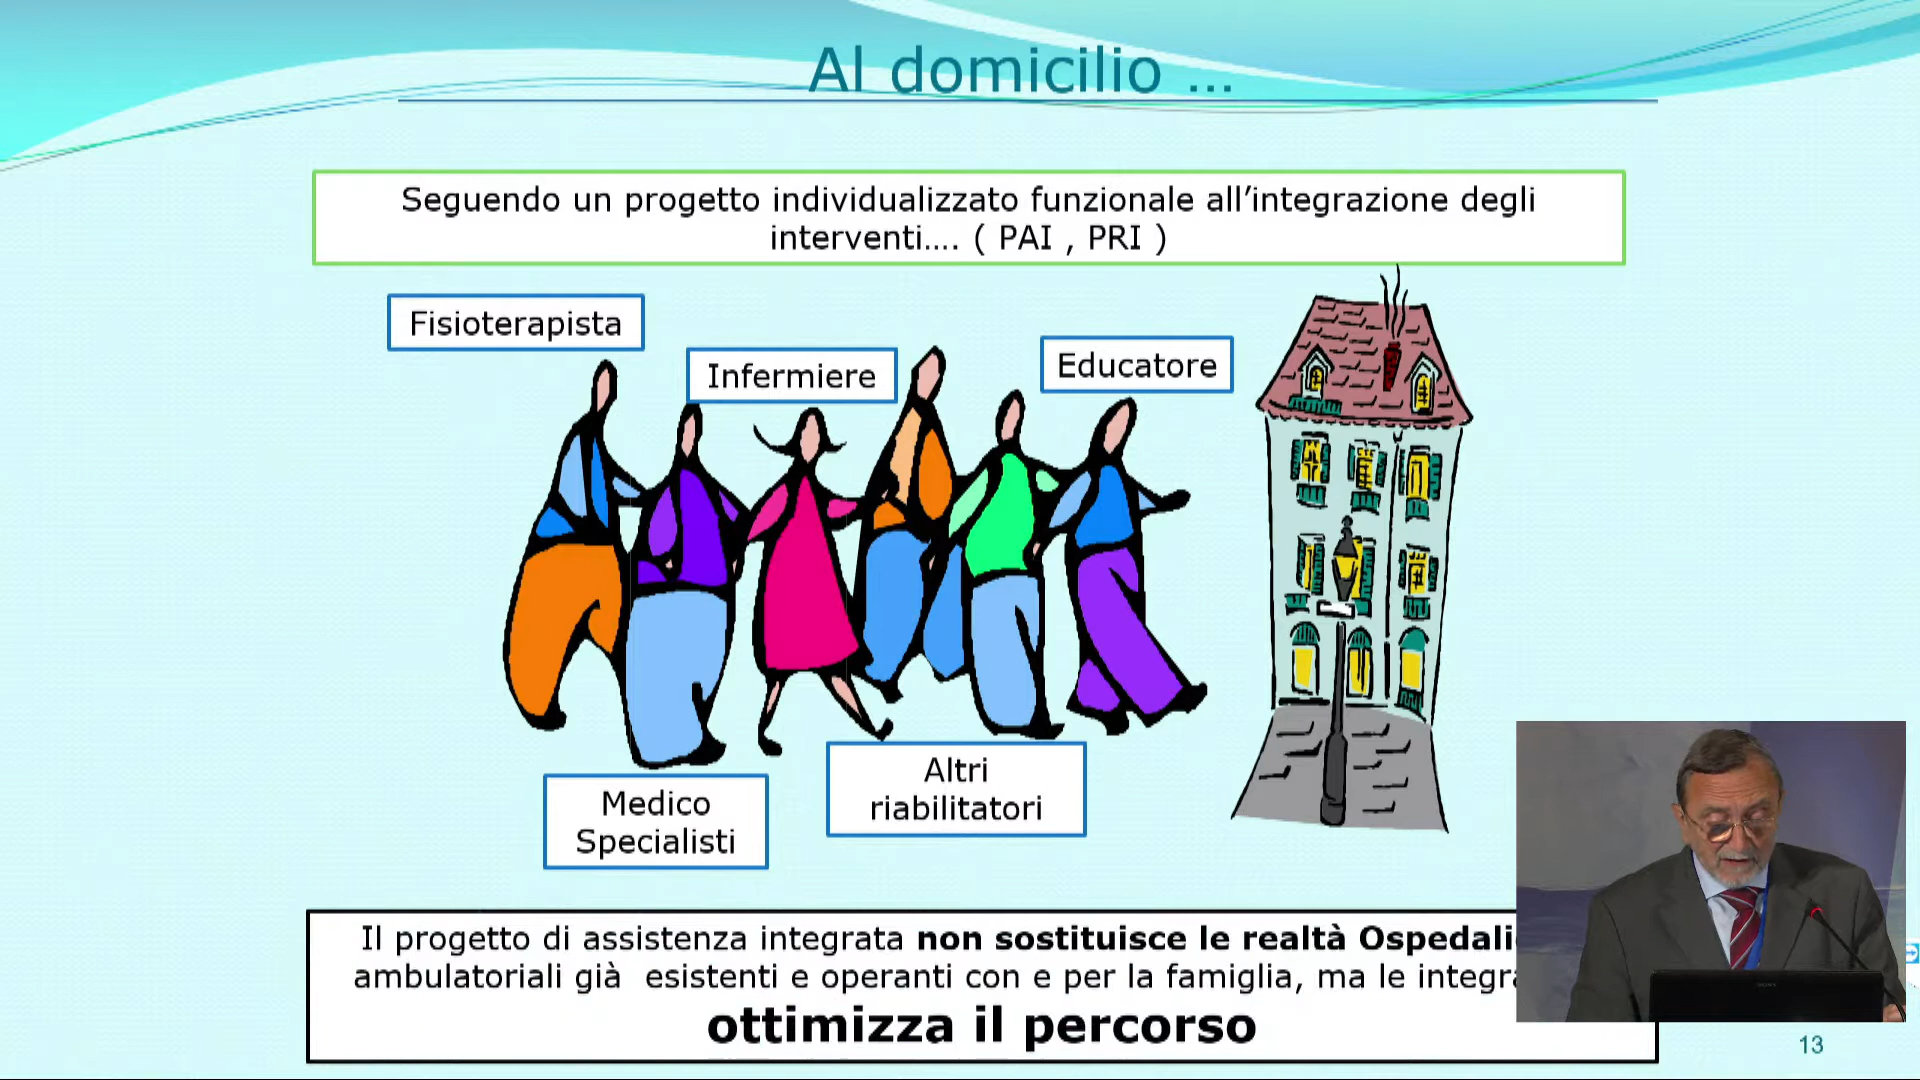 Al domicilio ...
Seguendo un progetto individualizzato funzionale all’integrazione degli
interventi.... ( PAI , PRI )
Fisioterapista
Infermiere
Educatore
Altri
riabilitatori
Medico
Specialisti
Il progetto di assistenza integrata non sostituisce le realtà
ambulatoriali già  esistenti e operanti con e per la famiglia, ma le
ottimizza il percorso
SONY
13